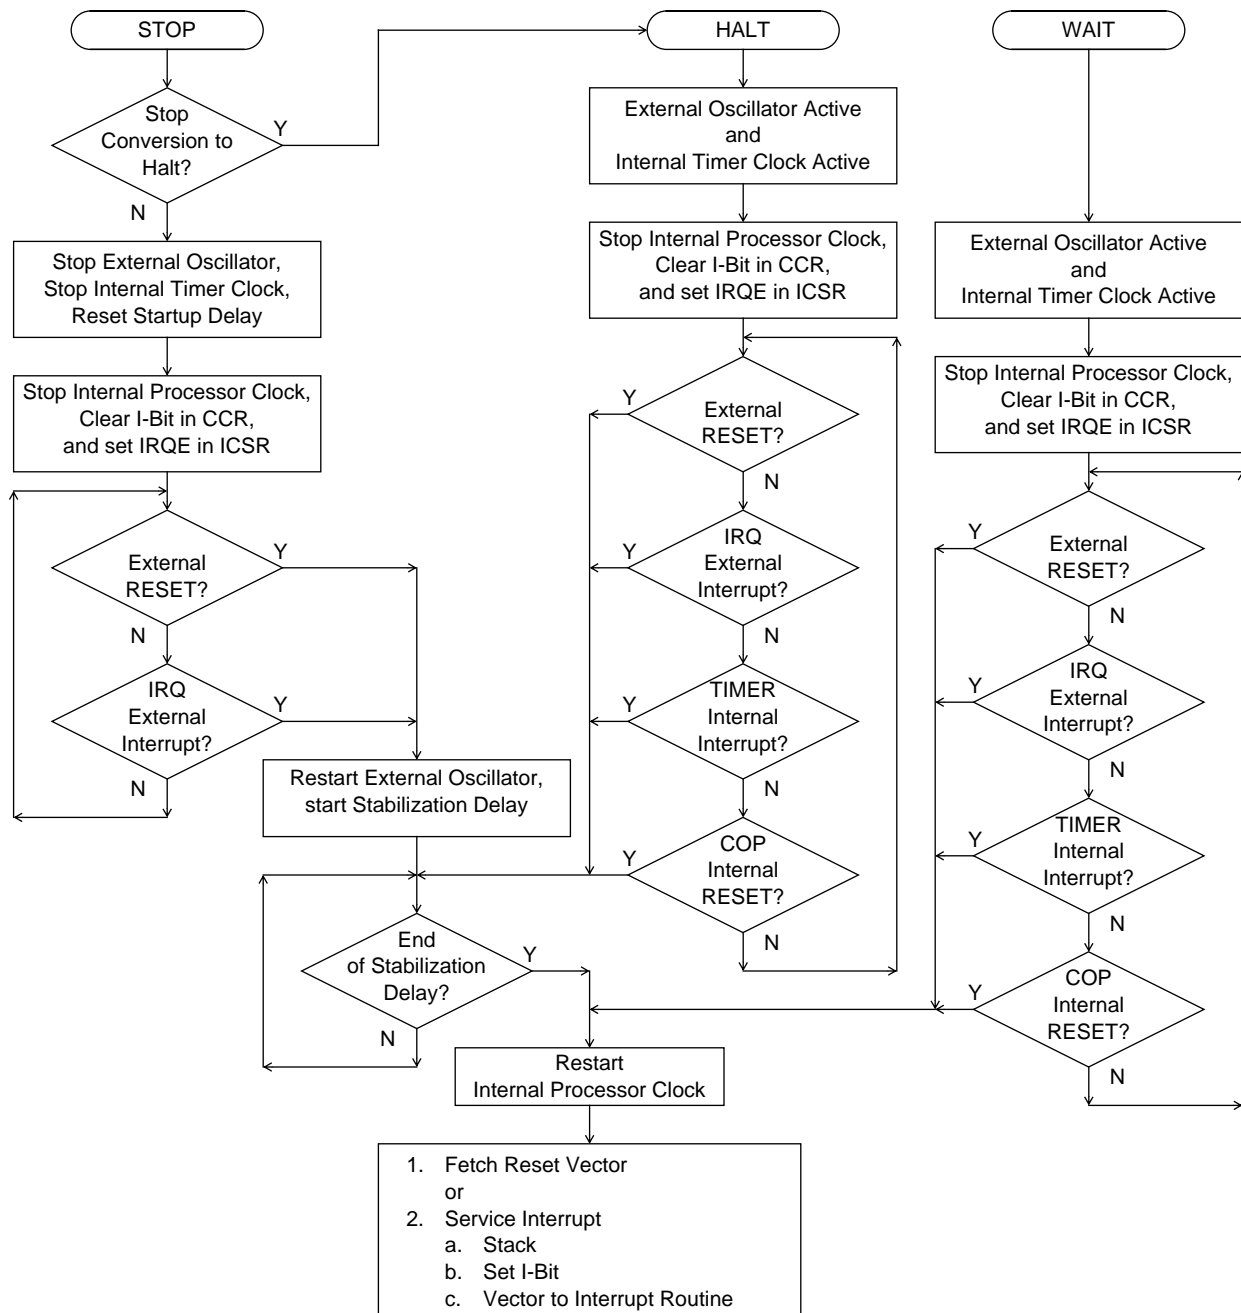 STOP
Stop
Conversion to
Halt?
Y
N
Stop External Oscillator,
Stop Internal Timer Clock,
Reset Startup Delay
Stop Internal Processor Clock,
Clear I-Bit in CCR,
and set IRQE in ICSR
External
RESET?
Y
N
IRQ
External
Interrupt?
Y
N
Restart External Oscillator,
start Stabilization Delay
End
of Stabilization
Delay?
Y
N
HALT
External Oscillator Active
and
Internal Timer Clock Active
Stop Internal Processor Clock,
Clear I-Bit in CCR,
and set IRQE in ICSR
Y
External
RESET?
N
Y
IRQ
External
Interrupt?
N
Y
TIMER
Internal
Interrupt?
N
Y
COP
Internal
RESET?
N
WAIT
External Oscillator Active
and
Internal Timer Clock Active
Stop Internal Processor Clock,
Clear I-Bit in CCR,
and set IRQE in ICSR
Y
External
RESET?
N
Y
IRQ
External
Interrupt?
N
Y
TIMER
Internal
Interrupt?
N
Y
COP
Internal
RESET?
N
Restart
Internal Processor Clock
1. Fetch Reset Vector
or
2. Service Interrupt
a. Stack
b. Set I-Bit
c. Vector to Interrupt Routine